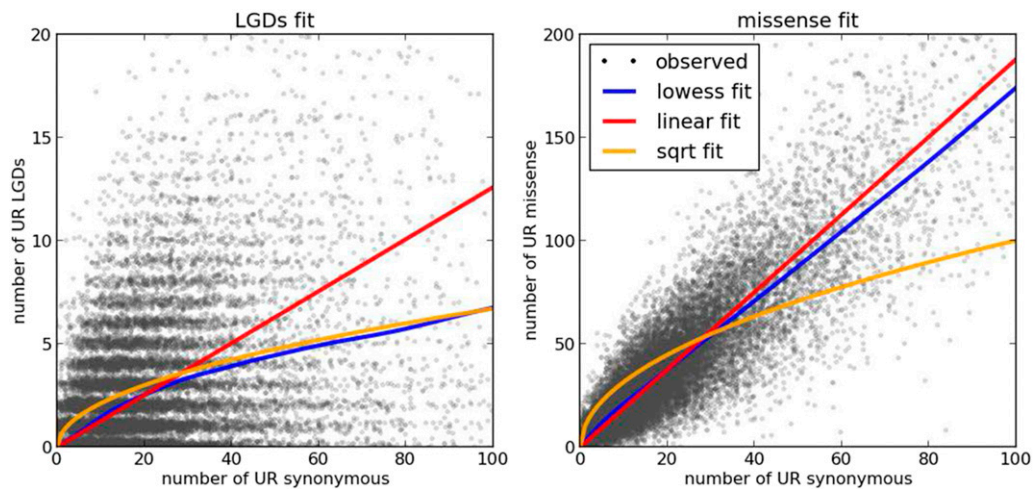 LGDs fit
20
15
10
5
0
number of UR LGDs
0 20 40 60 80 100
number of UR synonymous
missense fit
200
150
100
50
0
number of UR missense
observed
lowess fit
linear fit
sqrt fit
0 20 40 60 80 100
number of UR synonymous